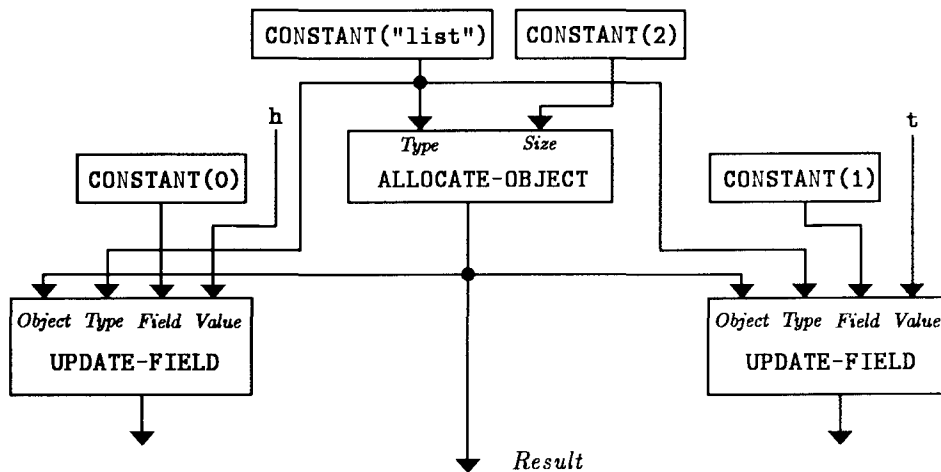 CONSTANT("list") CONSTANT(2)
h t
Type Size
ALLOCATE-OBJECT
CONSTANT(0) CONSTANT(1)
Object Type Field Value Object Type Field Value
UPDATE-FIELD UPDATE-FIELD
Result